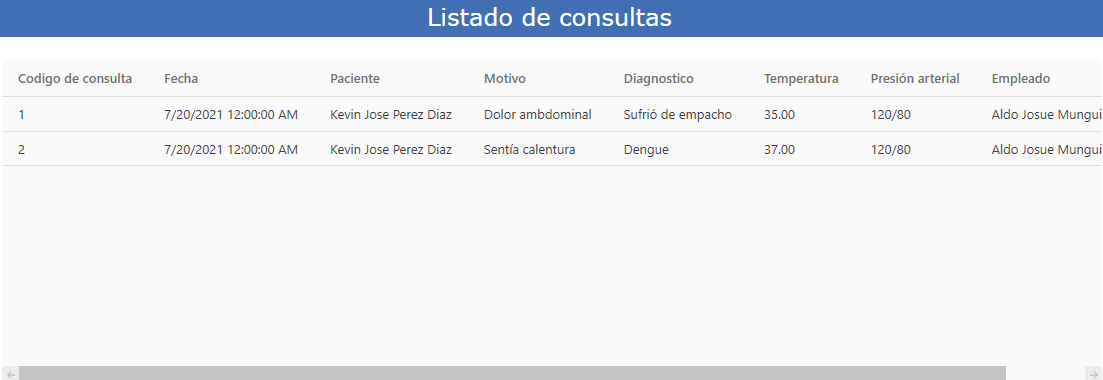 Listado de consultas
Codigo de consulta Fecha Paciente Motivo Diagnostico Temperatura Presión arterial Empleado
1 7/20/2021 12:00:00 AM Kevin Jose Perez Diaz Dolor ambdominal Sufrió de empacho 35.00 120/80 Aldo Josue Mungui
2 7/20/2021 12:00:00 AM Kevin Jose Perez Diaz Sentía calentura Dengue 37.00 120/80 Aldo Josue Mungui